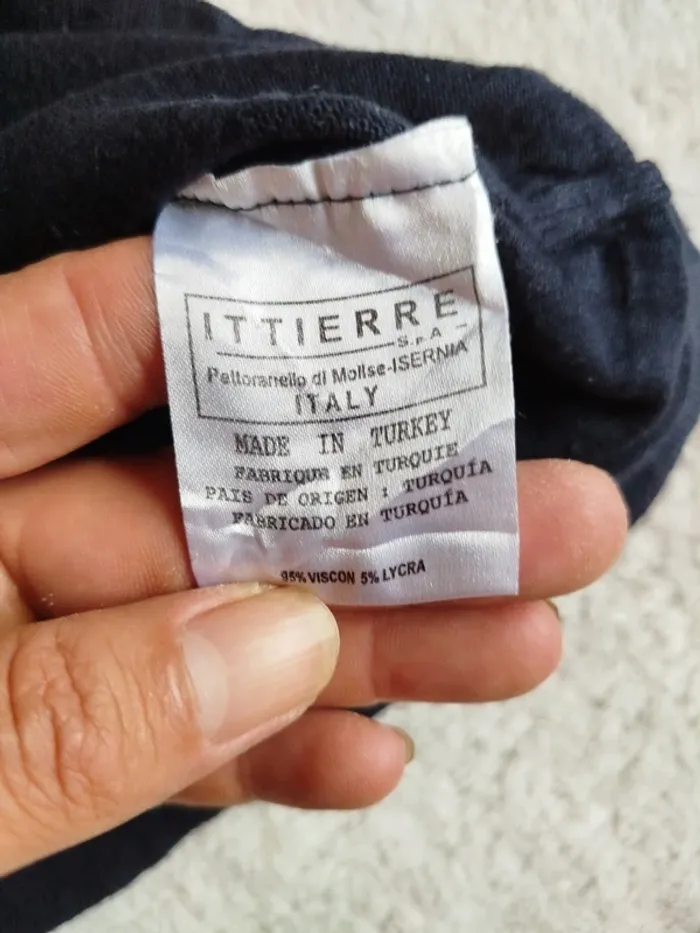 ITTIERRE
S.p.A
Pettoranello di Molise-ISERNIA
ITALY
MADE IN TURKEY
FABRIQUE EN TURQUIE
PAIS DE ORIGEN : TURQUÍA
FABRICADO EN TURQUÍA
95% VISCON 5% LYCRA